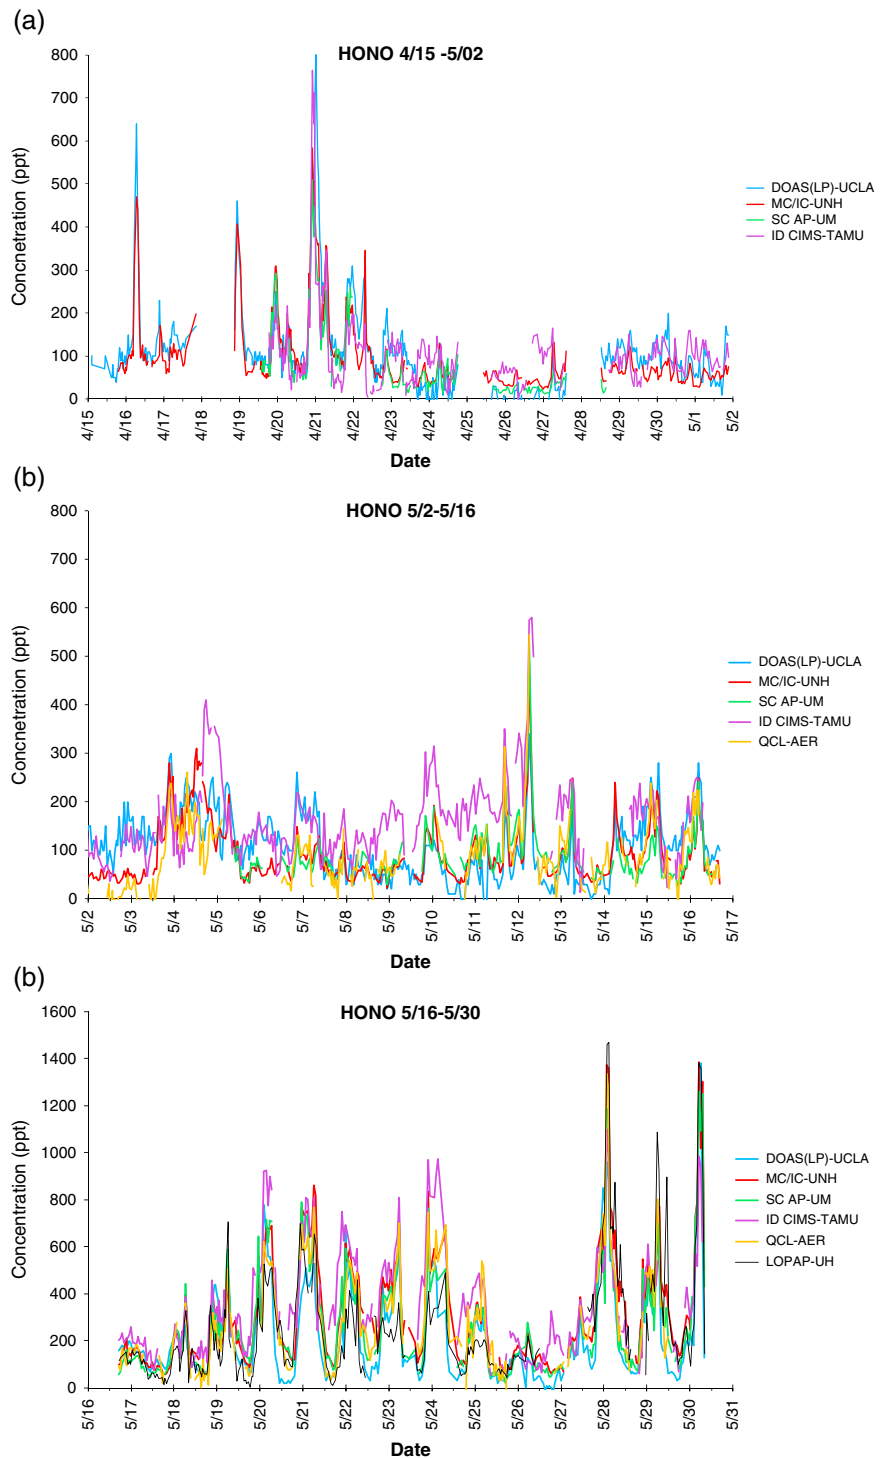 (a)
HONO 4/15 -5/02
800
700
600
500
400
300
200
100
0
Concnetration (ppt)
4/15
4/16
4/17
4/18
4/19
4/20
4/21
4/22
4/23
4/24
4/25
4/26
4/27
4/29
4/30
5/1
5/2
Date
DOAS(LP)-UCLA
MC/IC-UNH
SC AP-UM
ID CIMS-TAMU
(b)
HONO 5/2-5/16
800
700
600
500
400
300
200
100
0
Concnetration (ppt)
5/2
5/3
5/4
5/5
5/6
5/7
5/8
5/9
5/10
5/11
5/12
5/13
5/14
5/15
5/16
5/17
Date
DOAS(LP)-UCLA
MC/IC-UNH
SC AP-UM
ID CIMS-TAMU
QCL-AER
(b)
HONO 5/16-5/30
1600
1400
1200
1000
800
600
400
200
0
Concentration (ppt)
5/16
5/17
5/18
5/19
5/20
5/21
5/22
5/23
5/24
5/25
5/26
5/27
5/28
5/29
5/30
5/31
Date
DOAS(LP)-UCLA
MC/IC-UNH
SC AP-UM
ID CIMS-TAMU
QCL-AER
LOPAP-UH